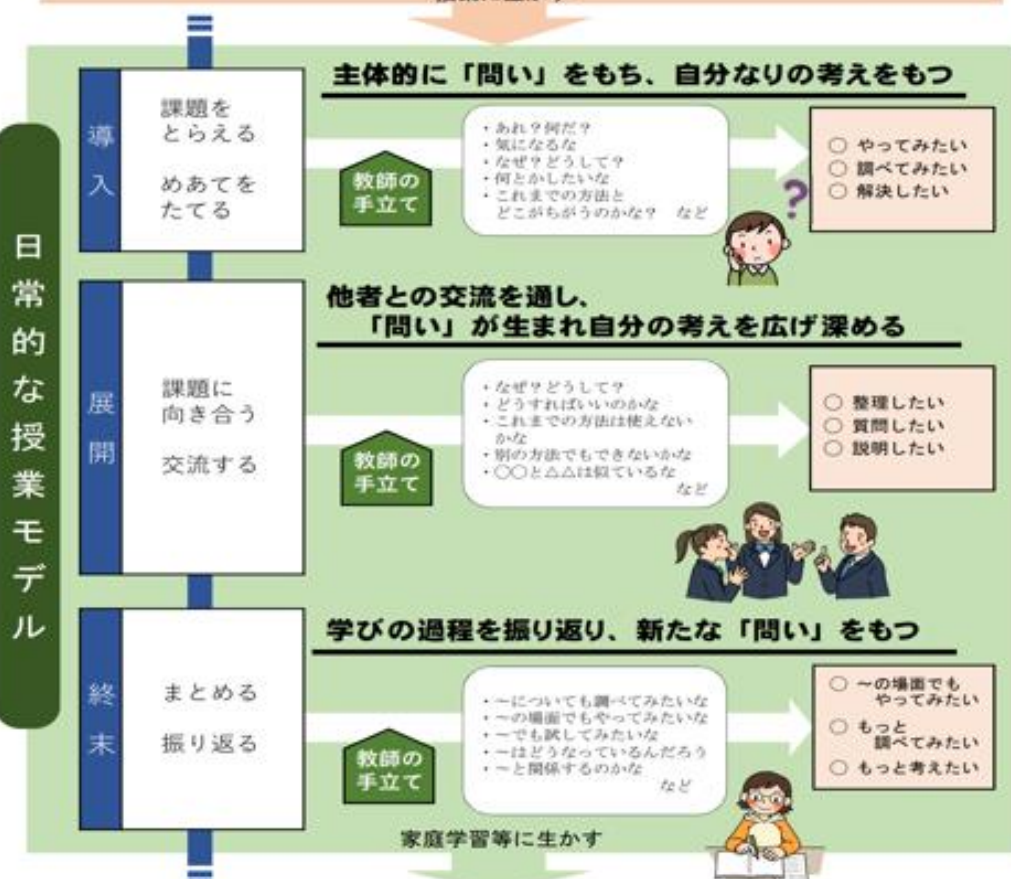 日常的な授業モデル
導入
課題を
とらえる
めあてを
たてる
主体的に「問い」をもち、自分なりの考えをもつ
教師の
手立て
・あれ?何だ?
・気になるな
・なぜ?どうして?
・何とかしたいな
・これまでの方法と
どこがちがうのかな? など
?
○ やってみたい
○ 調べてみたい
○ 解決したい
展開
課題に
向き合う
交流する
他者との交流を通し、
「問い」が生まれ自分の考えを広げ深める
教師の
手立て
・なぜ?どうして?
・どうすればいいのかな
・これまでの方法は使えない
かな
・別の方法でもできないかな
・○○と△△は似ているな
など
○ 整理したい
○ 質問したい
○ 説明したい
終末
まとめる
振り返る
学びの過程を振り返り、新たな「問い」をもつ
教師の
手立て
・～についても調べてみたいな
・～の場面でもやってみたいな
・～でも試してみたいな
・～はどうなっているんだろう
・～と関係するのかな
など
○ ～の場面でも
やってみたい
○ もっと
調べてみたい
○ もっと考えたい
家庭学習等に生かす